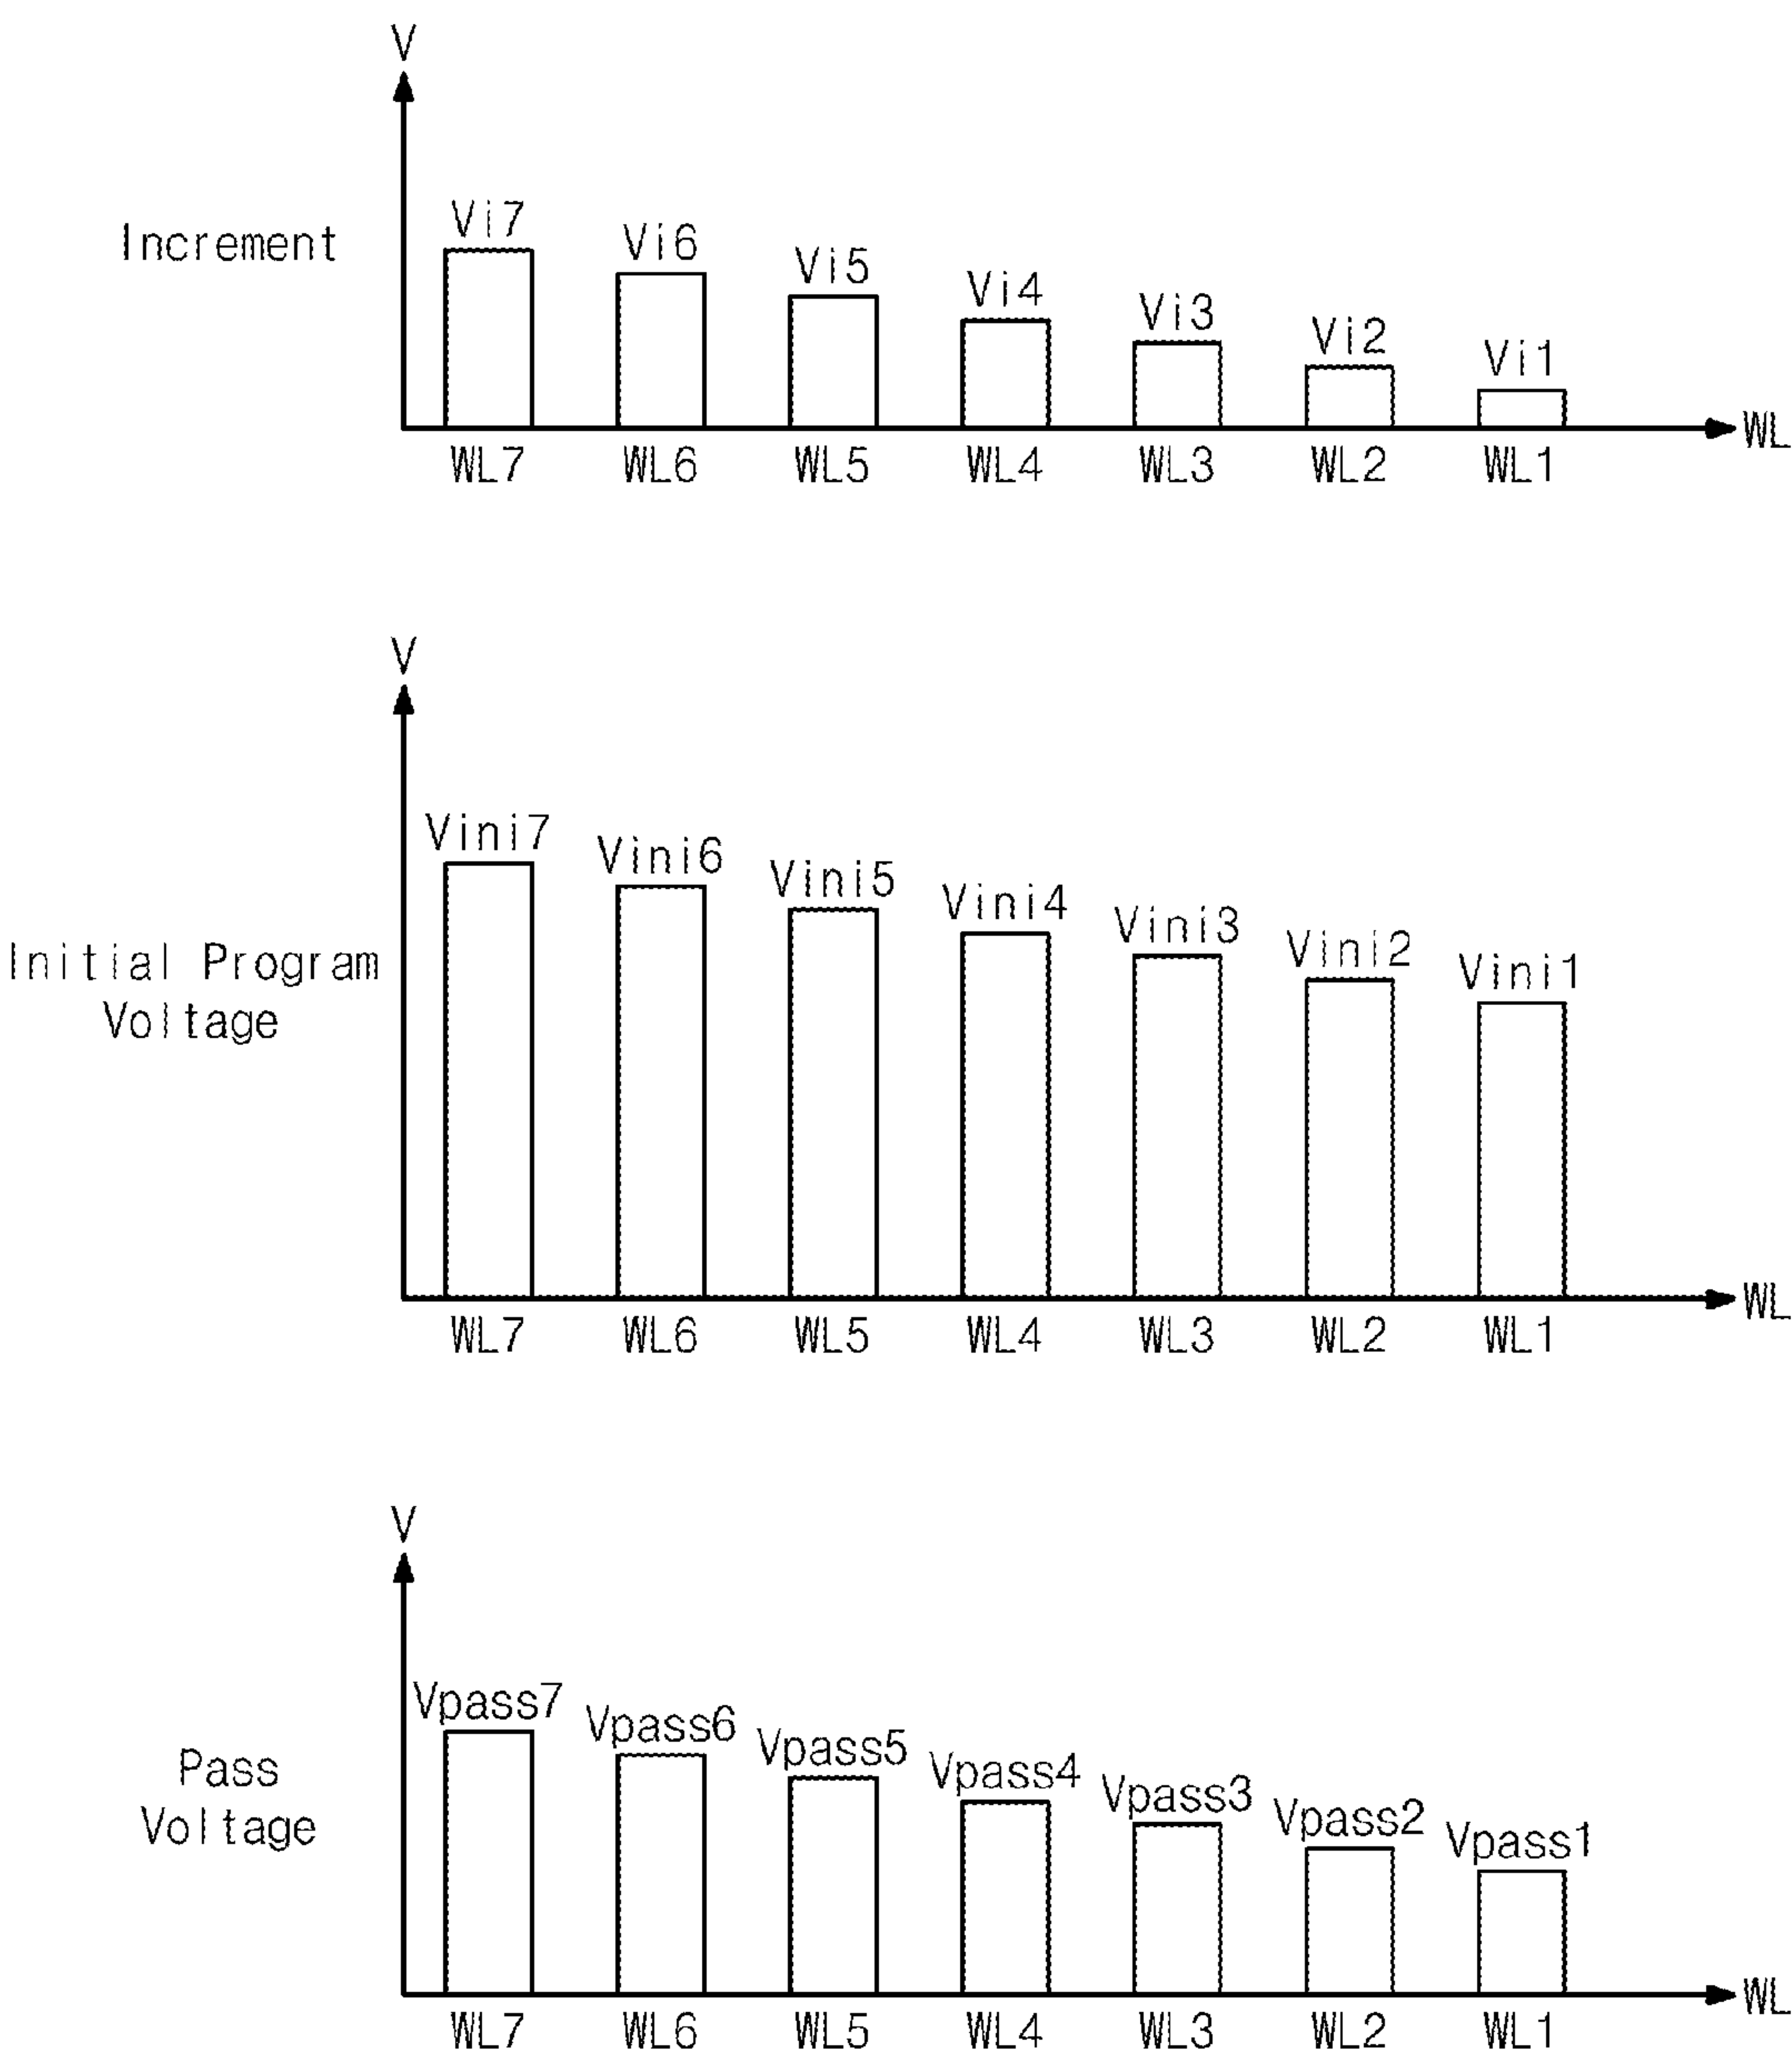 V
Increment
Vi7
Vi6
Vi5
Vi4
Vi3
Vi2
Vi1
WL
WL7 WL6 WL5 WL4 WL3 WL2 WL1
V
Initial Program
Voltage
Vini7
Vini6
Vini5
Vini4
Vini3
Vini2
Vini1
WL
WL7 WL6 WL5 WL4 WL3 WL2 WL1
V
Pass
Voltage
Vpass7
Vpass6
Vpass5
Vpass4
Vpass3
Vpass2
Vpass1
WL
WL7 WL6 WL5 WL4 WL3 WL2 WL1